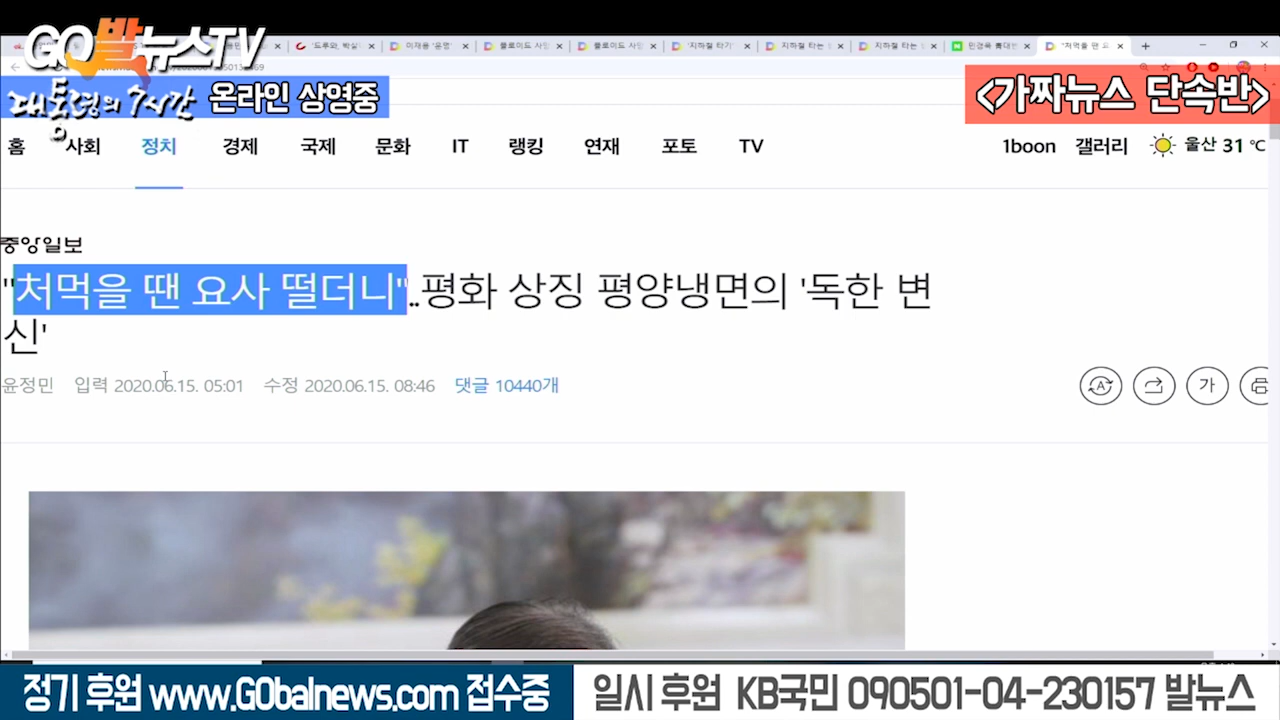 GO발뉴스TV
대통령의 7시간 온라인 상영중
<가짜뉴스 단속반>
홈 사회 정치 경제 국제 문화 IT 랭킹 연재 포토 TV 1boon 갤러리 울산 31 ℃
중앙일보
"처먹을 땐 요사 떨더니"..평화 상징 평양냉면의 '독한 변
신'
윤정민 입력 2020.06.15. 05:01 수정 2020.06.15. 08:46 댓글 10440개
가
정기 후원 www.GObalnews.com 접수중 일시 후원 KB국민 090501-04-230157 발뉴스